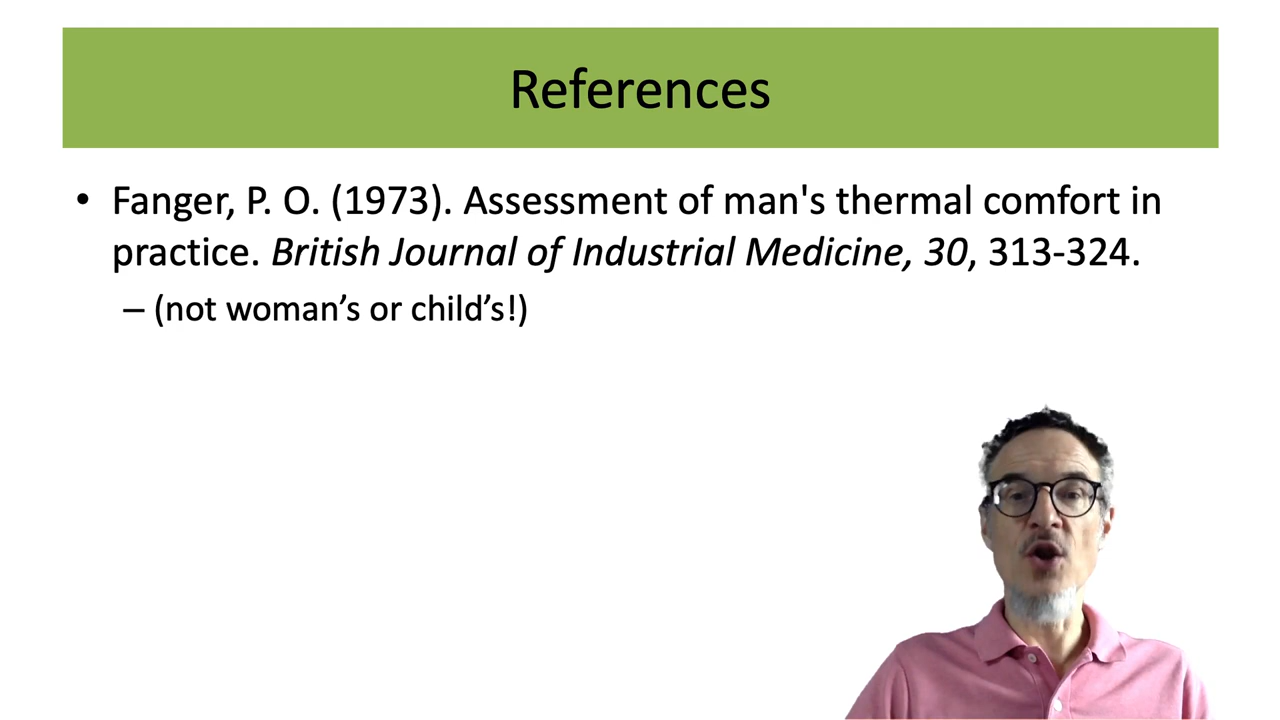 References
• Fanger, P. O. (1973). Assessment of man's thermal comfort in
practice. British Journal of Industrial Medicine, 30, 313-324.
– (not woman’s or child’s!)